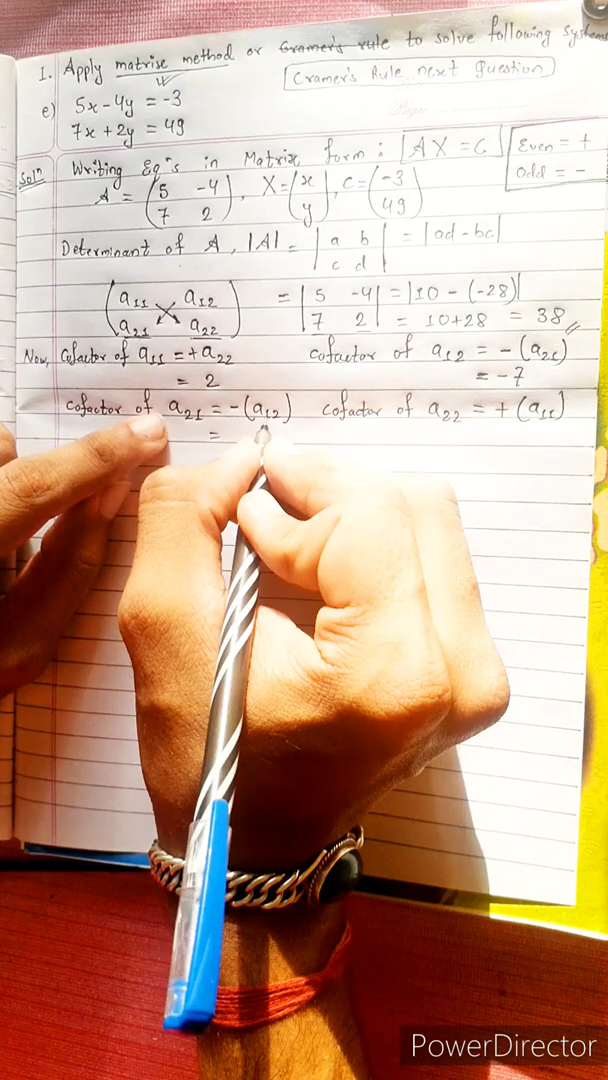 1. Apply matrix method or Cramer's rule to solve following systems
Cramer's Rule next Question
e) 5x - 4y = -3
7x + 2y = 49
Solⁿ Writing Eqⁿs in Matrix form: AX = C
Even = +
Odd = -
A = (5 -4 7 2), X = (x y), C = (-3 49)
Determinant of A, |A| = |a b c d| = |ad - bc|
(a₁₁ a₁₂ a₂₁ a₂₂) = |5 -4 7 2| = |10 - (-28)|
= 10 + 28 = 38
Now, Cofactor of a₁₁ = + a₂₂ cofactor of a₁₂ = - (a₂₁)
= 2 = -7
cofactor of a₂₁ = - (a₁₂) cofactor of a₂₂ = + (a₁₁)
=
PowerDirector